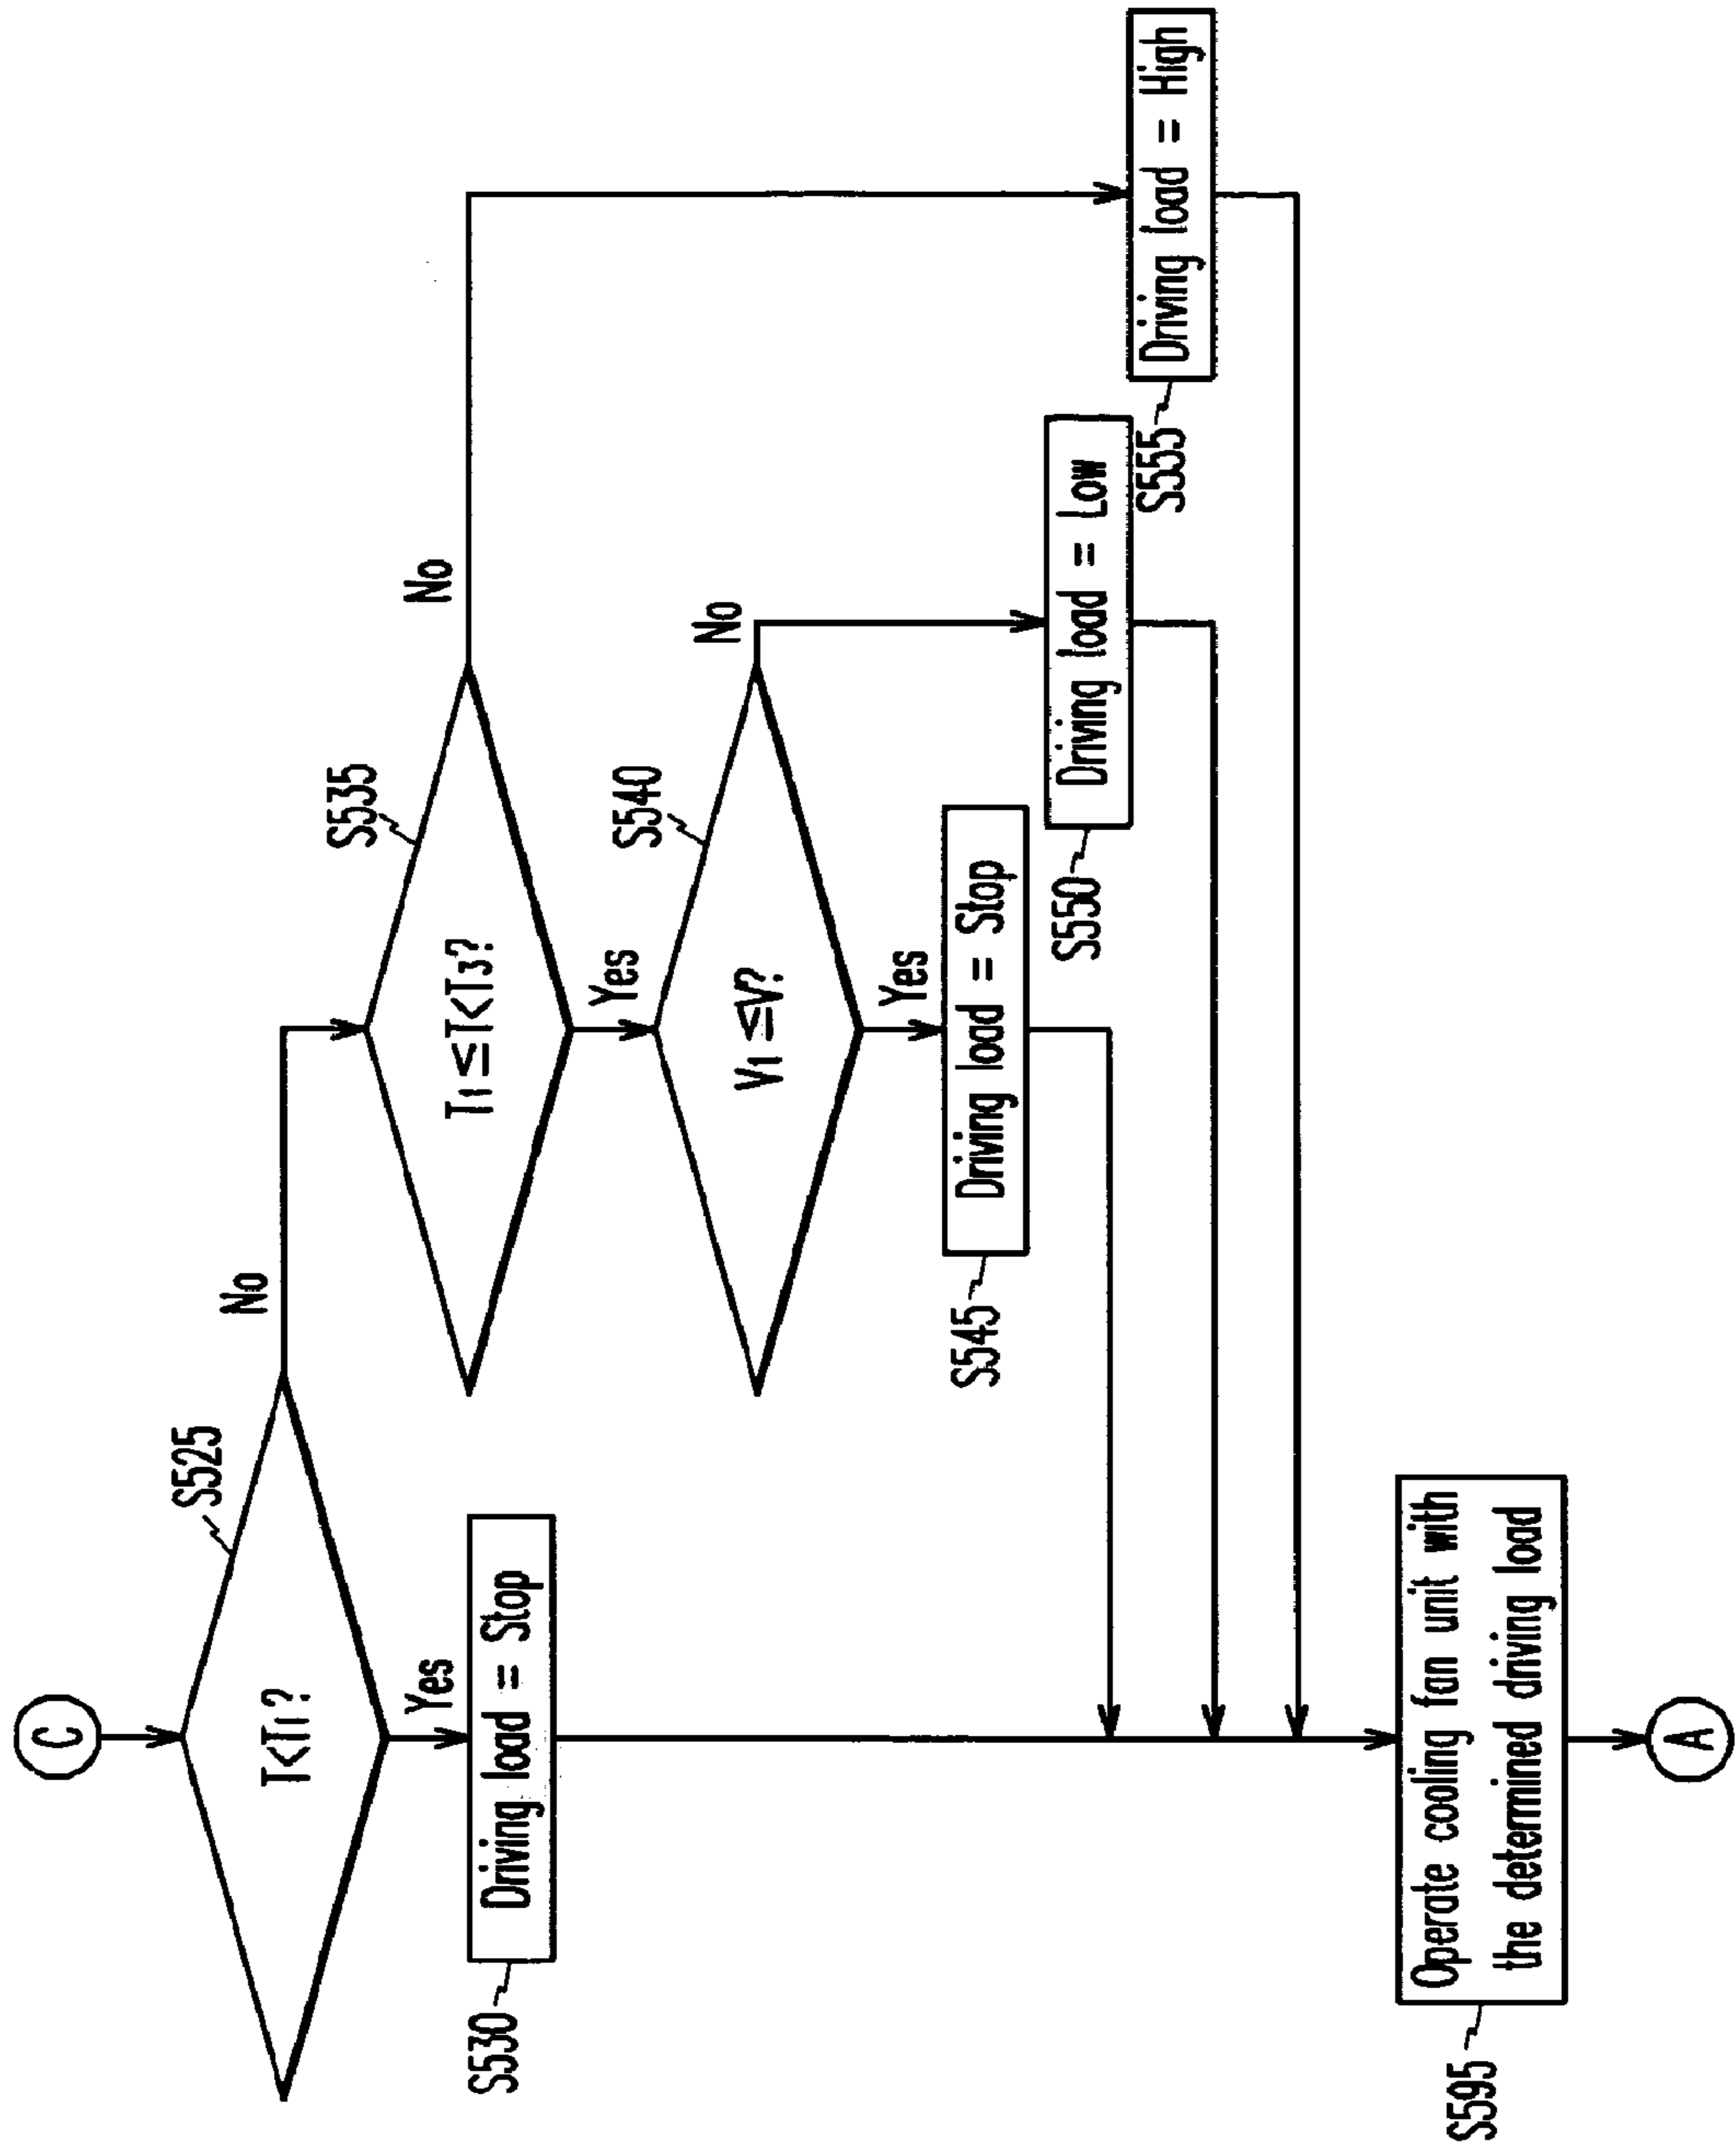 C
S525
T<T1?
No
Yes
S530
Driving load = Stop
S535
T1≤T<T3?
No
Yes
S540
V1≤V?
No
Yes
S545
Driving load = Stop
S550
Driving load = Low
S555
Driving load = High
S595
Operate cooling fan unit with
the determined driving load
A